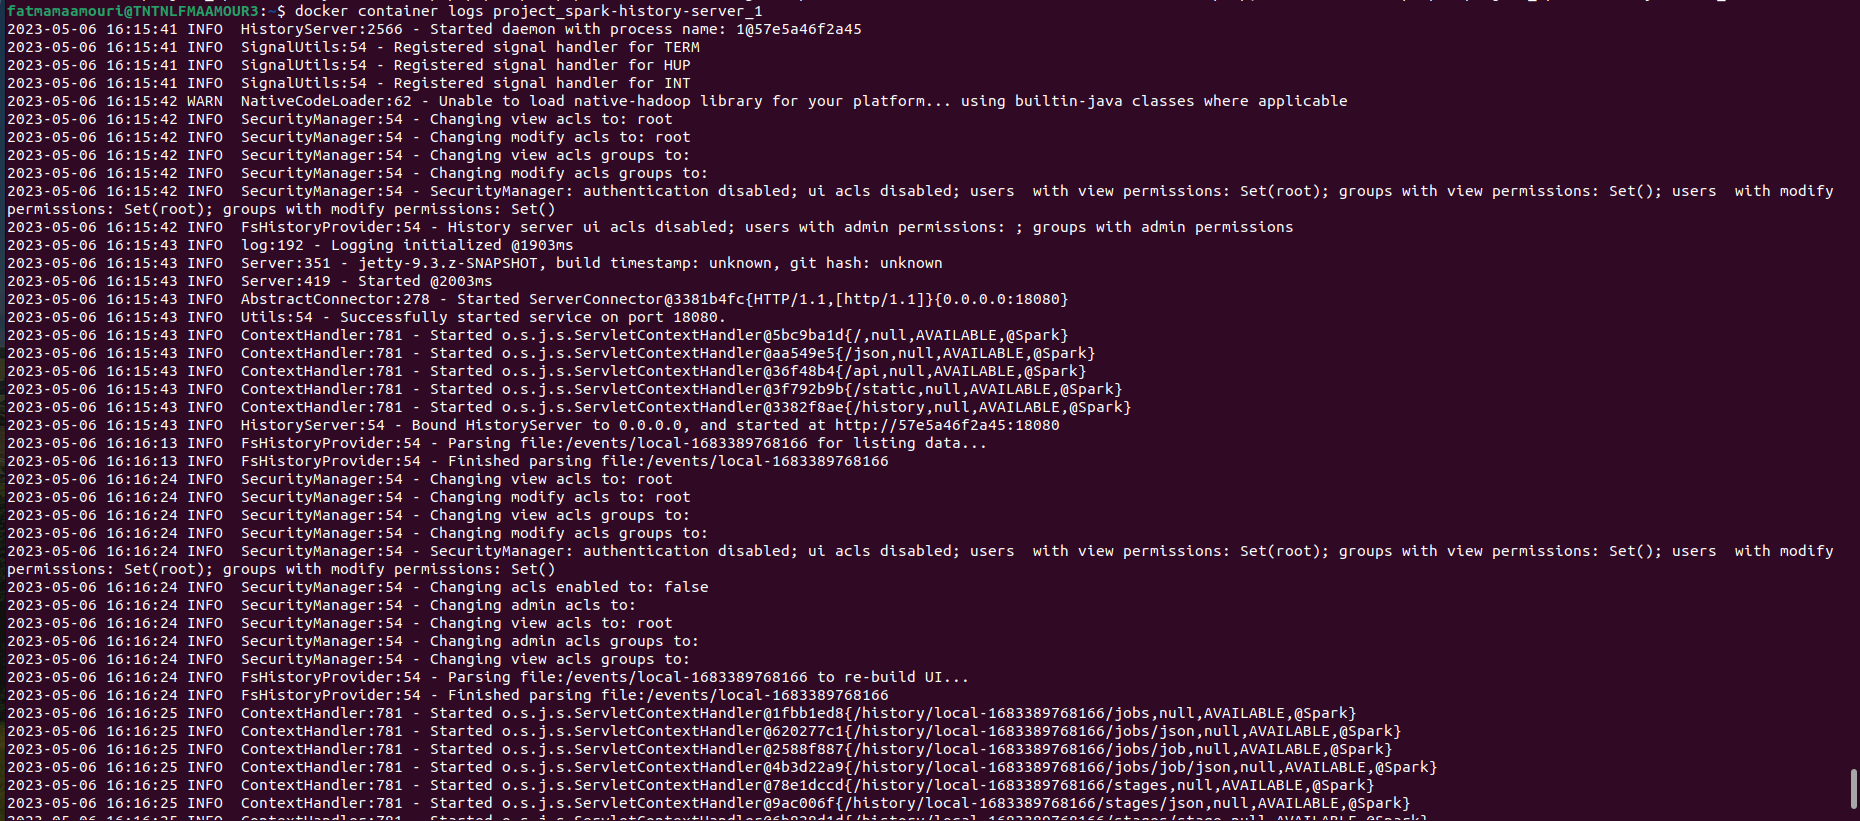 fatmamaamouri@TNTNLFMAAMOUR3:~$ docker container logs project_spark-history-server_1
2023-05-06 16:15:41 INFO  HistoryServer:2566 - Started daemon with process name: 1@57e5a46f2a45
2023-05-06 16:15:41 INFO  SignalUtils:54 - Registered signal handler for TERM
2023-05-06 16:15:41 INFO  SignalUtils:54 - Registered signal handler for HUP
2023-05-06 16:15:41 INFO  SignalUtils:54 - Registered signal handler for INT
2023-05-06 16:15:42 WARN  NativeCodeLoader:62 - Unable to load native-hadoop library for your platform... using builtin-java classes where applicable
2023-05-06 16:15:42 INFO  SecurityManager:54 - Changing view acls to: root
2023-05-06 16:15:42 INFO  SecurityManager:54 - Changing modify acls to: root
2023-05-06 16:15:42 INFO  SecurityManager:54 - Changing view acls groups to:
2023-05-06 16:15:42 INFO  SecurityManager:54 - Changing modify acls groups to:
2023-05-06 16:15:42 INFO  SecurityManager:54 - SecurityManager: authentication disabled; ui acls disabled; users  with view permissions: Set(root); groups with view permissions: Set(); users  with modify
permissions: Set(root); groups with modify permissions: Set()
2023-05-06 16:15:42 INFO  FsHistoryProvider:54 - History server ui acls disabled; users with admin permissions: ; groups with admin permissions
2023-05-06 16:15:43 INFO  log:192 - Logging initialized @1903ms
2023-05-06 16:15:43 INFO  Server:351 - jetty-9.3.z-SNAPSHOT, build timestamp: unknown, git hash: unknown
2023-05-06 16:15:43 INFO  Server:419 - Started @2003ms
2023-05-06 16:15:43 INFO  AbstractConnector:278 - Started ServerConnector@3381b4fc{HTTP/1.1,[http/1.1]}{0.0.0.0:18080}
2023-05-06 16:15:43 INFO  Utils:54 - Successfully started service on port 18080.
2023-05-06 16:15:43 INFO  ContextHandler:781 - Started o.s.j.s.ServletContextHandler@5bc9ba1d{/,null,AVAILABLE,@Spark}
2023-05-06 16:15:43 INFO  ContextHandler:781 - Started o.s.j.s.ServletContextHandler@aa549e5{/json,null,AVAILABLE,@Spark}
2023-05-06 16:15:43 INFO  ContextHandler:781 - Started o.s.j.s.ServletContextHandler@36f48b4{/api,null,AVAILABLE,@Spark}
2023-05-06 16:15:43 INFO  ContextHandler:781 - Started o.s.j.s.ServletContextHandler@3f792b9b{/static,null,AVAILABLE,@Spark}
2023-05-06 16:15:43 INFO  ContextHandler:781 - Started o.s.j.s.ServletContextHandler@3382f8ae{/history,null,AVAILABLE,@Spark}
2023-05-06 16:15:43 INFO  HistoryServer:54 - Bound HistoryServer to 0.0.0.0, and started at http://57e5a46f2a45:18080
2023-05-06 16:16:13 INFO  FsHistoryProvider:54 - Parsing file:/events/local-1683389768166 for listing data...
2023-05-06 16:16:13 INFO  FsHistoryProvider:54 - Finished parsing file:/events/local-1683389768166
2023-05-06 16:16:24 INFO  SecurityManager:54 - Changing view acls to: root
2023-05-06 16:16:24 INFO  SecurityManager:54 - Changing modify acls to: root
2023-05-06 16:16:24 INFO  SecurityManager:54 - Changing view acls groups to:
2023-05-06 16:16:24 INFO  SecurityManager:54 - Changing modify acls groups to:
2023-05-06 16:16:24 INFO  SecurityManager:54 - SecurityManager: authentication disabled; ui acls disabled; users  with view permissions: Set(root); groups with view permissions: Set(); users  with modify
permissions: Set(root); groups with modify permissions: Set()
2023-05-06 16:16:24 INFO  SecurityManager:54 - Changing acls enabled to: false
2023-05-06 16:16:24 INFO  SecurityManager:54 - Changing admin acls to:
2023-05-06 16:16:24 INFO  SecurityManager:54 - Changing view acls to: root
2023-05-06 16:16:24 INFO  SecurityManager:54 - Changing admin acls groups to:
2023-05-06 16:16:24 INFO  SecurityManager:54 - Changing view acls groups to:
2023-05-06 16:16:24 INFO  FsHistoryProvider:54 - Parsing file:/events/local-1683389768166 to re-build UI...
2023-05-06 16:16:24 INFO  FsHistoryProvider:54 - Finished parsing file:/events/local-1683389768166
2023-05-06 16:16:25 INFO  ContextHandler:781 - Started o.s.j.s.ServletContextHandler@1fbb1ed8{/history/local-1683389768166/jobs,null,AVAILABLE,@Spark}
2023-05-06 16:16:25 INFO  ContextHandler:781 - Started o.s.j.s.ServletContextHandler@620277c1{/history/local-1683389768166/jobs/json,null,AVAILABLE,@Spark}
2023-05-06 16:16:25 INFO  ContextHandler:781 - Started o.s.j.s.ServletContextHandler@2588f887{/history/local-1683389768166/jobs/job,null,AVAILABLE,@Spark}
2023-05-06 16:16:25 INFO  ContextHandler:781 - Started o.s.j.s.ServletContextHandler@4b3d22a9{/history/local-1683389768166/jobs/job/json,null,AVAILABLE,@Spark}
2023-05-06 16:16:25 INFO  ContextHandler:781 - Started o.s.j.s.ServletContextHandler@78e1dccd{/history/local-1683389768166/stages,null,AVAILABLE,@Spark}
2023-05-06 16:16:25 INFO  ContextHandler:781 - Started o.s.j.s.ServletContextHandler@9ac006f{/history/local-1683389768166/stages/json,null,AVAILABLE,@Spark}